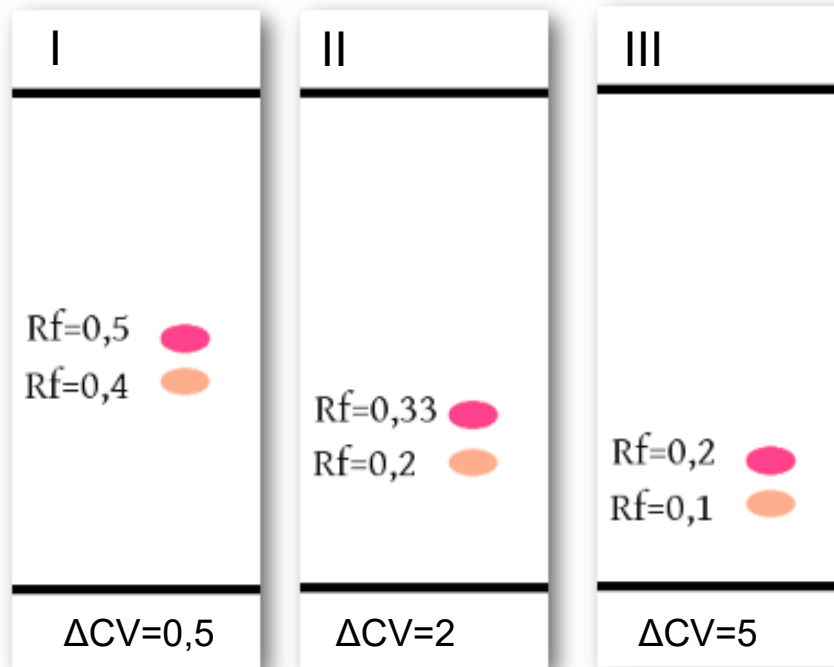 I
Rf=0,5
Rf=0,4
ΔCV=0,5
II
Rf=0,33
Rf=0,2
ΔCV=2
III
Rf=0,2
Rf=0,1
ΔCV=5